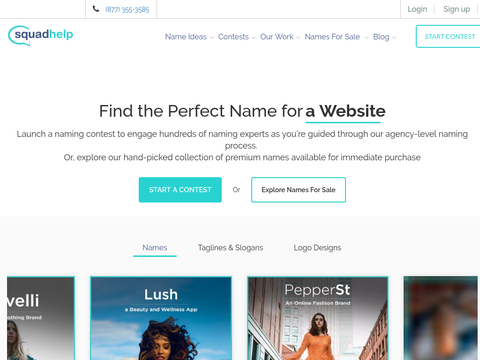 (877) 355-3585
Login
Sign up
squadhelp
Name Ideas
Contests
Our Work
Names For Sale
Blog
START CONTEST
Find the Perfect Name for a Website
Launch a naming contest to engage hundreds of naming experts as you're guided through our agency-level naming
process.
Or, explore our hand-picked collection of premium names available for immediate purchase
START A CONTEST
Or
Explore Names For Sale
Names
Taglines & Slogans
Logo Designs
velli
othing Brand
Lush
a Beauty and Wellness App
PepperSt
An Online Fashion Brand